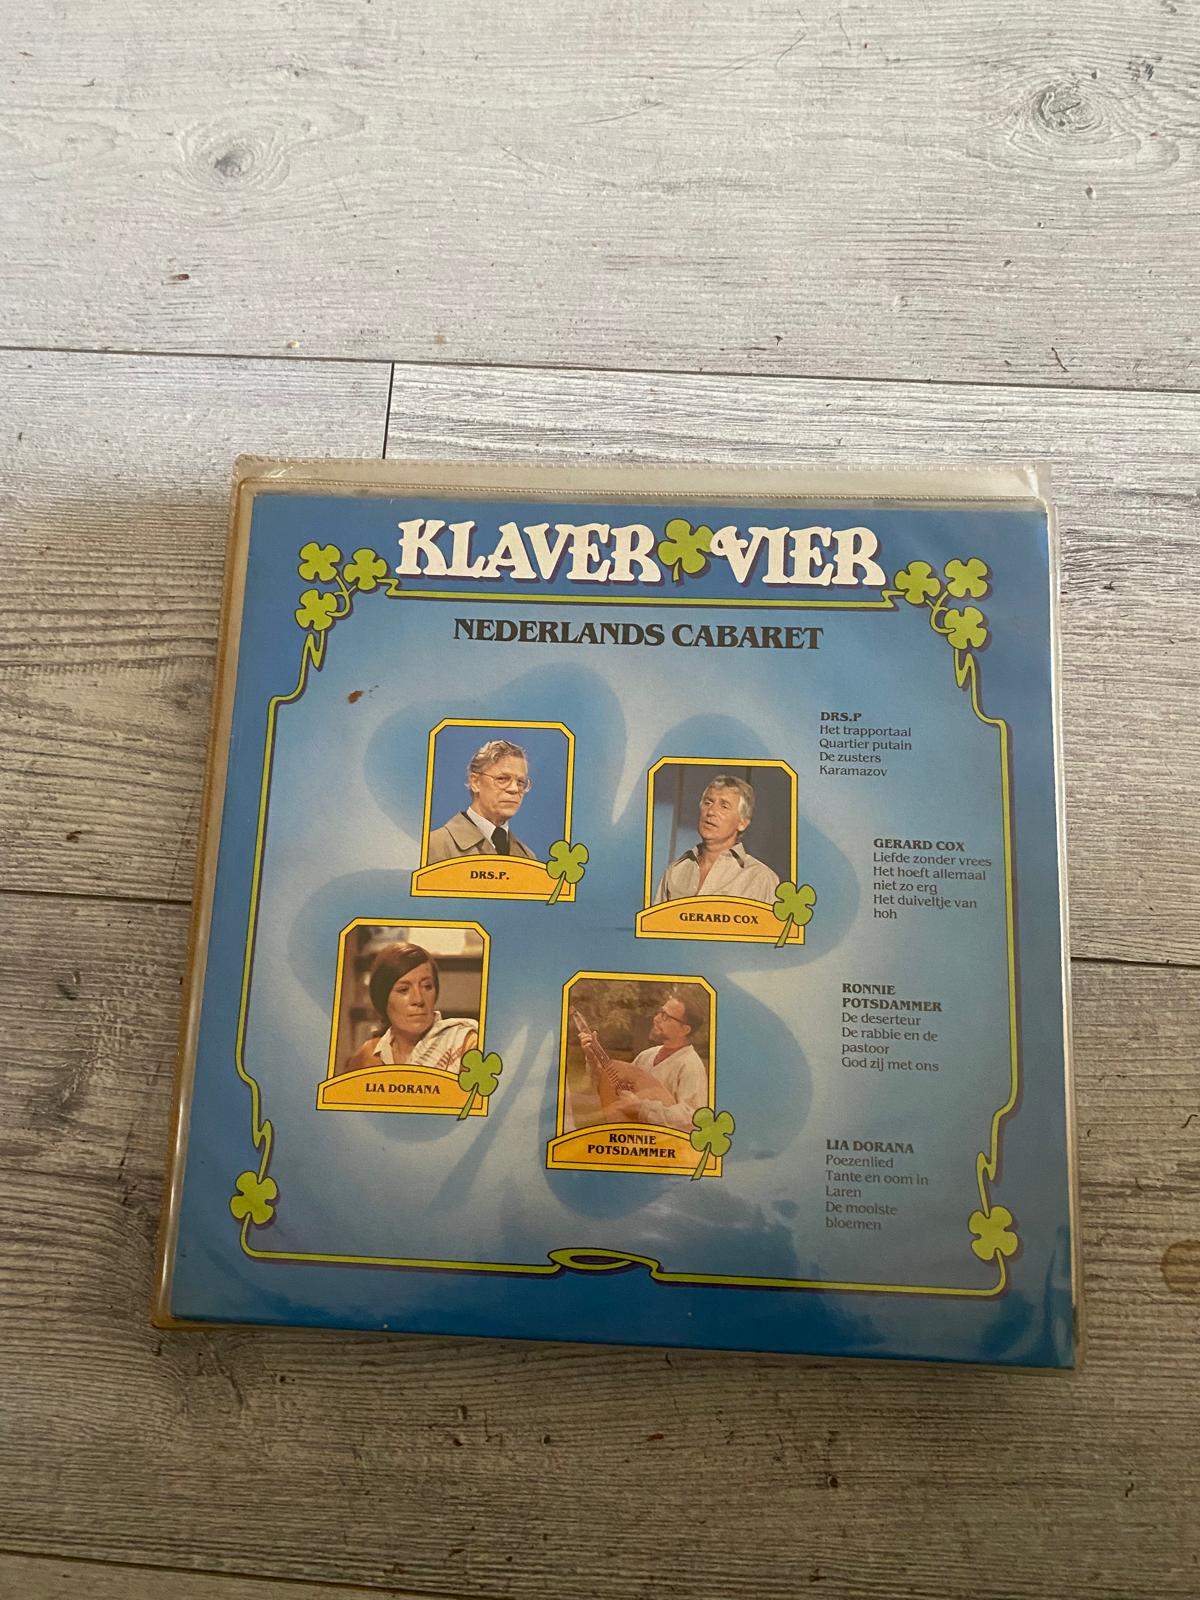 KLAVER VIER
NEDERLANDS CABARET
DRS.P
Het trapportaal
Quartier putain
De zusters
Karamazov
DRS.P.
GERARD COX
GERARD COX
Liefde zonder vrees
Het hoeft allemaal
niet zo erg
Het duiveltje van
hoh
LIA DORANA
RONNIE
POTSDAMMER
RONNIE
POTSDAMMER
De deserteur
De rabbie en de
pastoor
God zij met ons
LIA DORANA
Poezenlied
Tante en oom in
Laren
De mooiste
bloemen